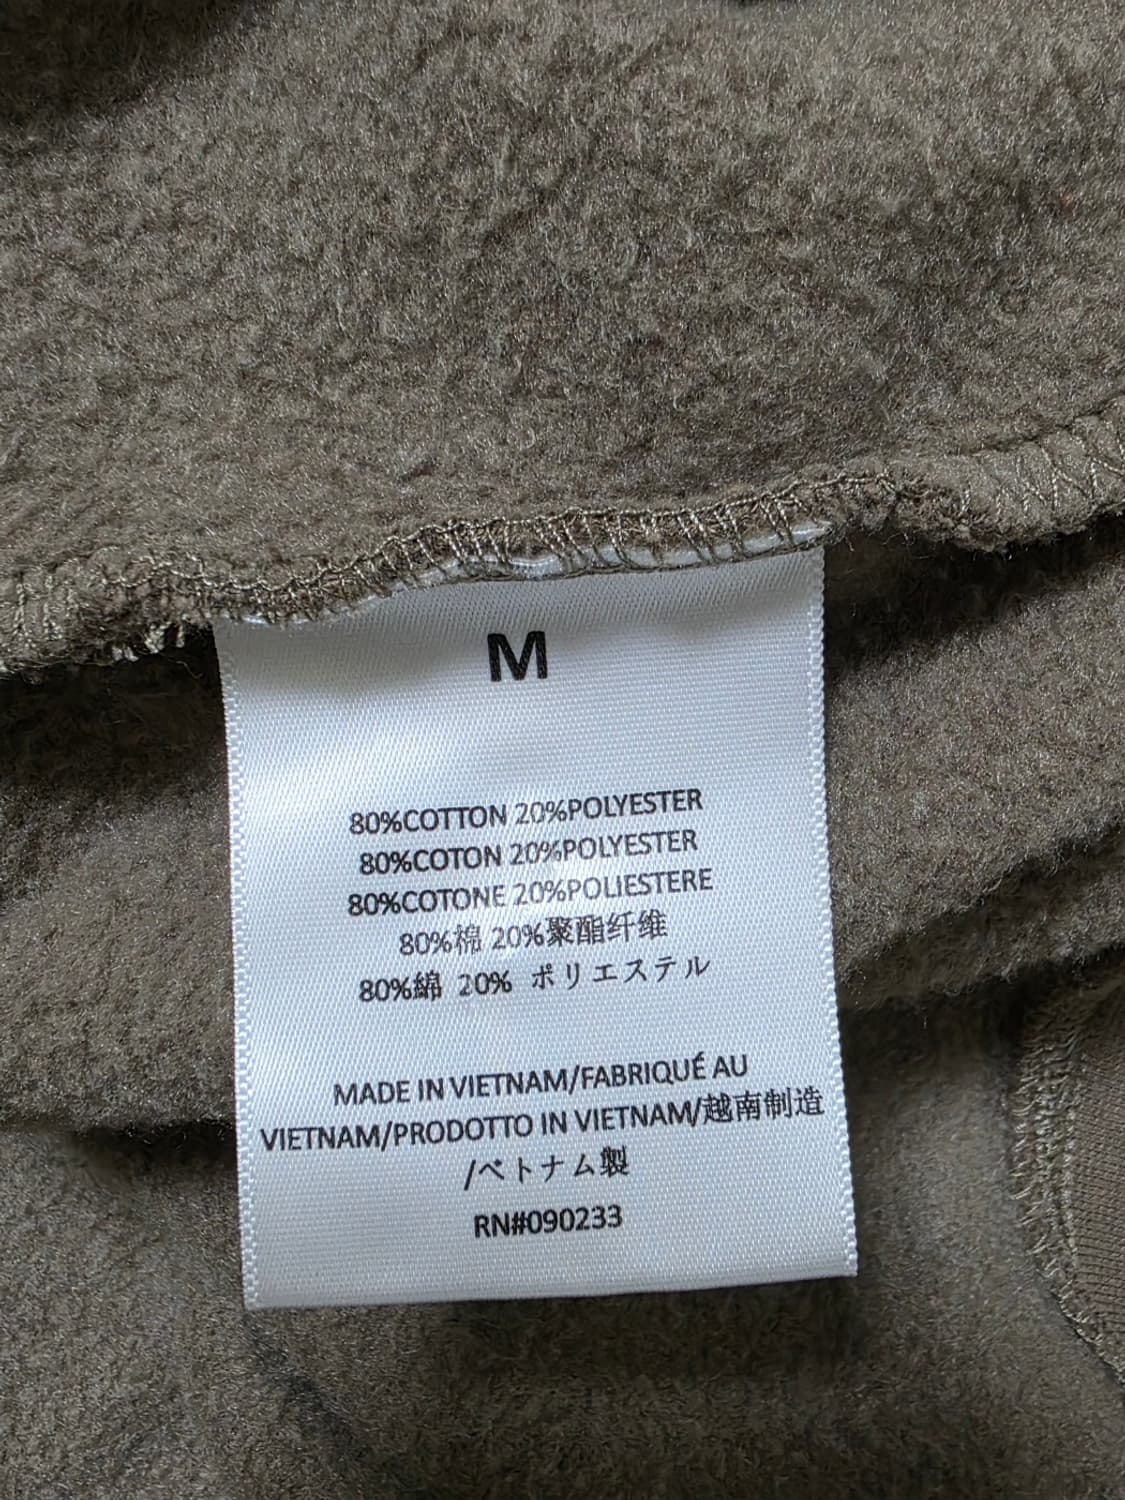 M
80%COTTON 20%POLYESTER
80%COTON 20%POLYESTER
80%COTONE 20%POLIESTERE
80%棉 20%聚酯纤维
80%綿 20% ポリエステル
MADE IN VIETNAM/FABRIQUÉ AU
VIETNAM/PRODOTTO IN VIETNAM/越南制造
/ベトナム製
RN#090233